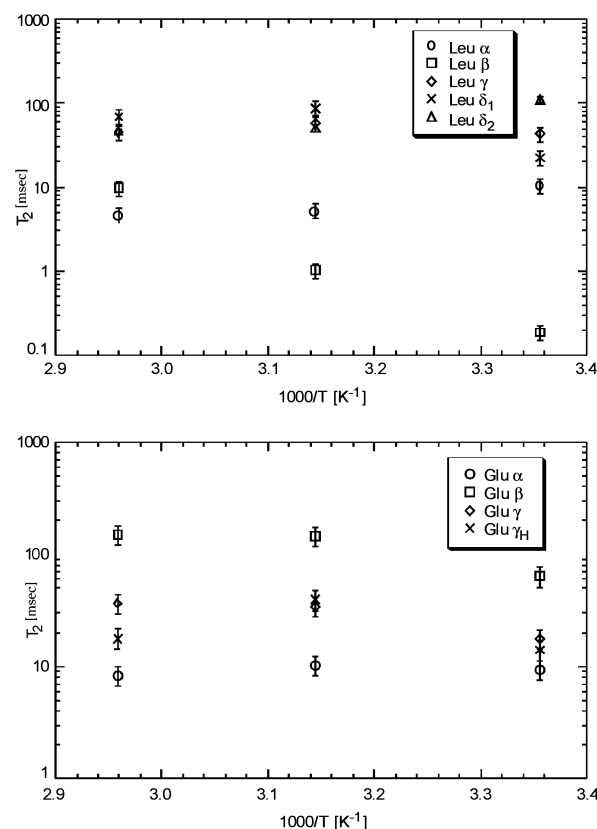 1000
100
10
1
0.1
T2 [msec]
Leu α
Leu β
Leu γ
Leu δ1
Leu δ2
2.9 3.0 3.1 3.2 3.3 3.4
1000/T [K-1]
1000
100
10
1
T2 [msec]
Glu α
Glu β
Glu γ
Glu γH
2.9 3.0 3.1 3.2 3.3 3.4
1000/T [K-1]